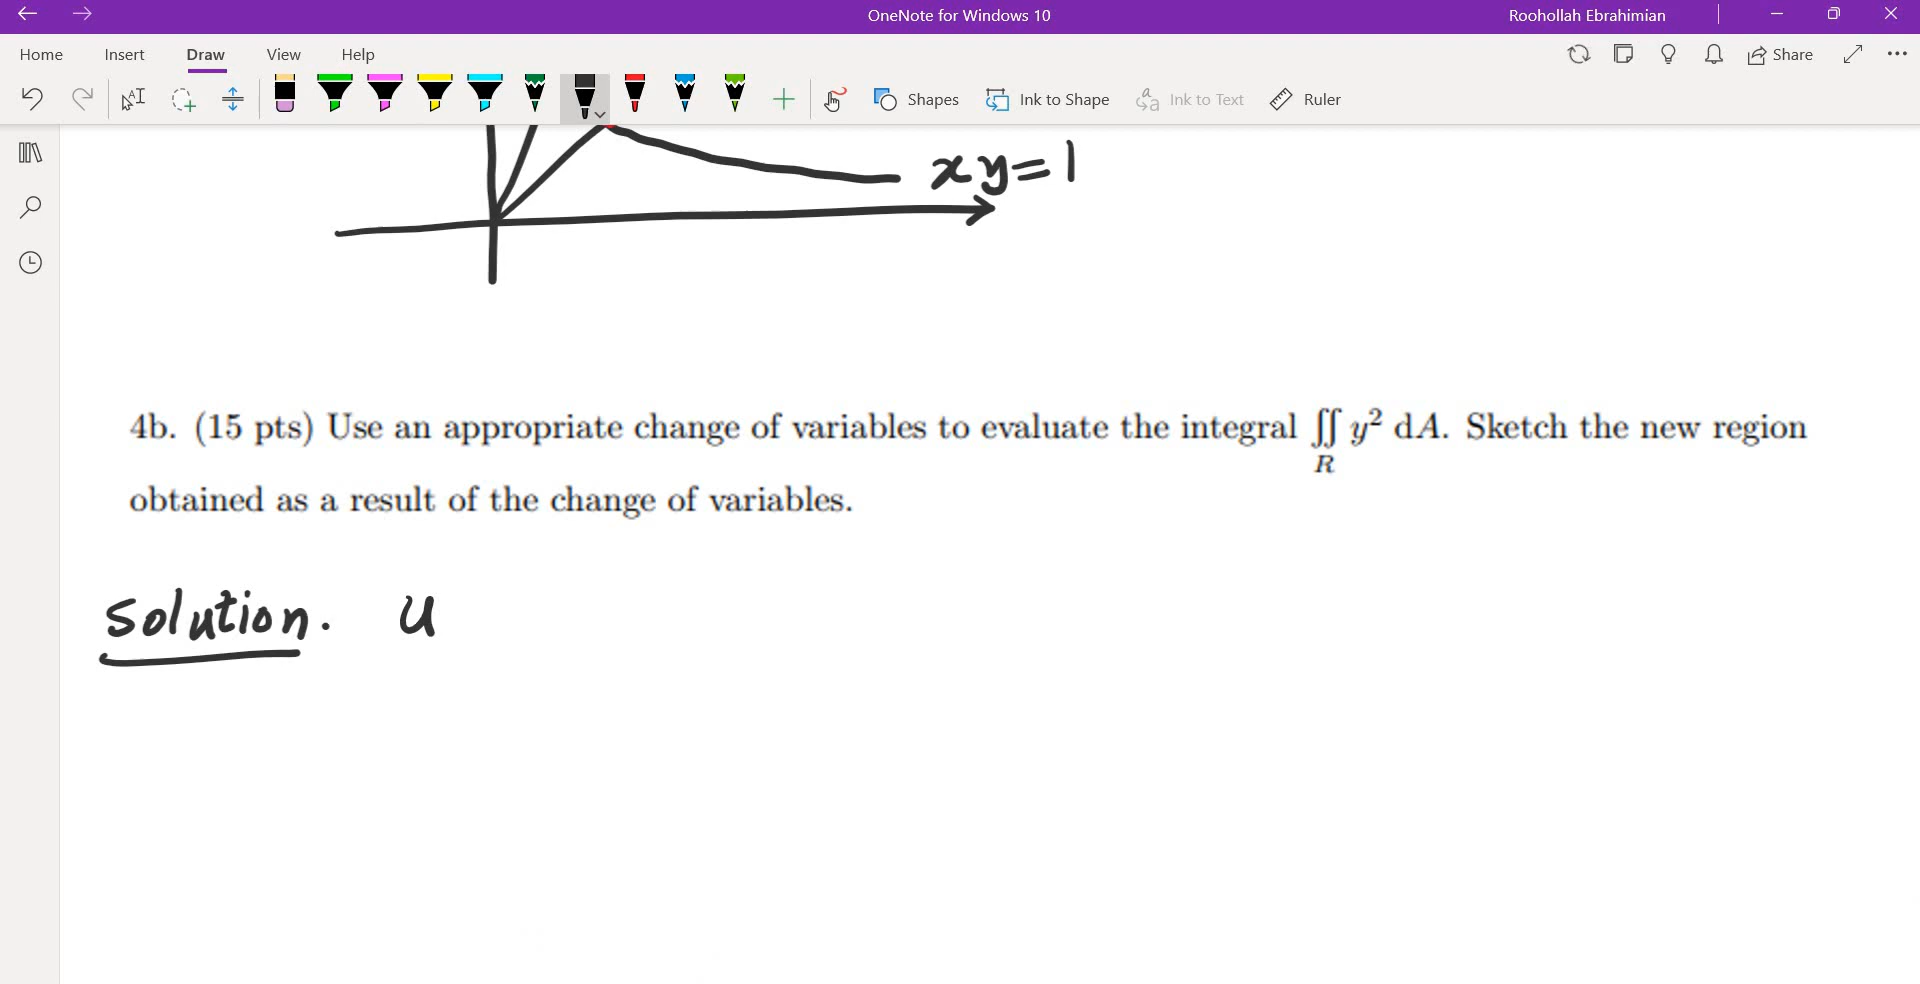 OneNote for Windows 10
Roohollah Ebrahimian
Home Insert Draw View Help
Share
Shapes Ink to Shape Ink to Text Ruler
xy=1
4b. (15 pts) Use an appropriate change of variables to evaluate the integral ∬_R y² dA. Sketch the new region
obtained as a result of the change of variables.
Solution. u